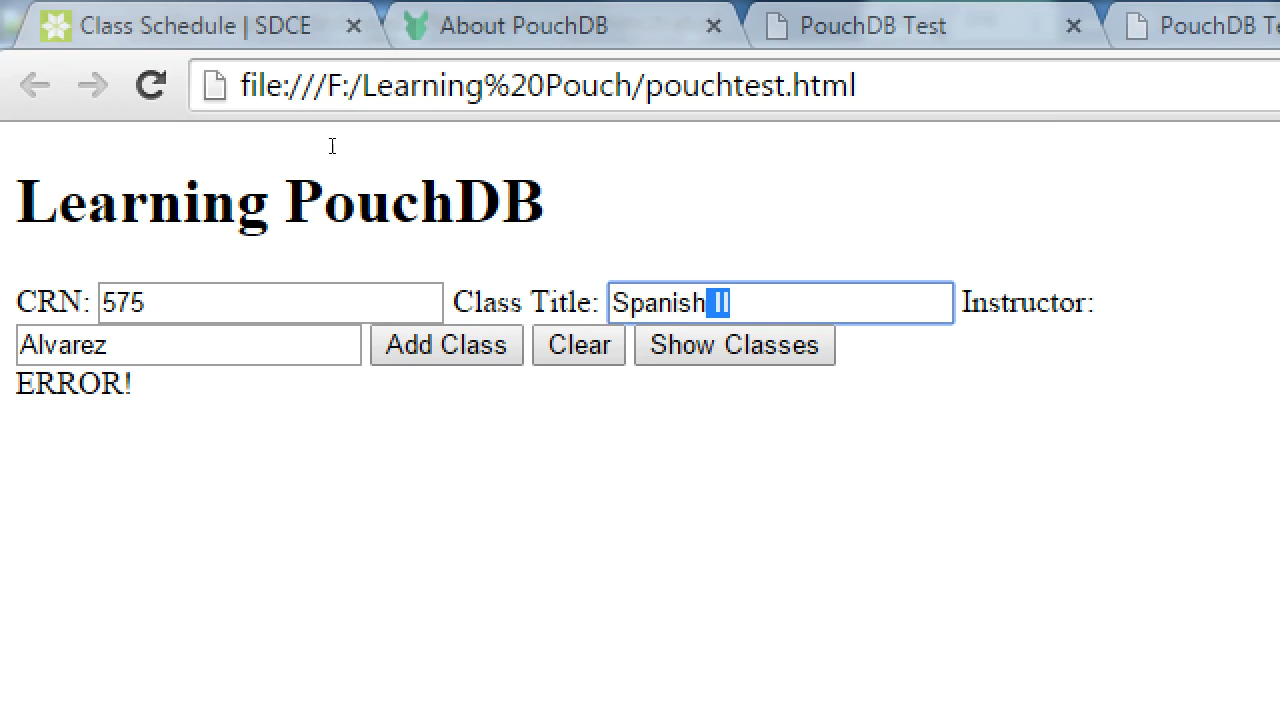 Class Schedule | SDCE About PouchDB PouchDB Test PouchDB Te
file:///F:/Learning%20Pouch/pouchtest.html
Learning PouchDB
CRN: 575 Class Title: Spanish II Instructor:
Alvarez Add Class Clear Show Classes
ERROR!